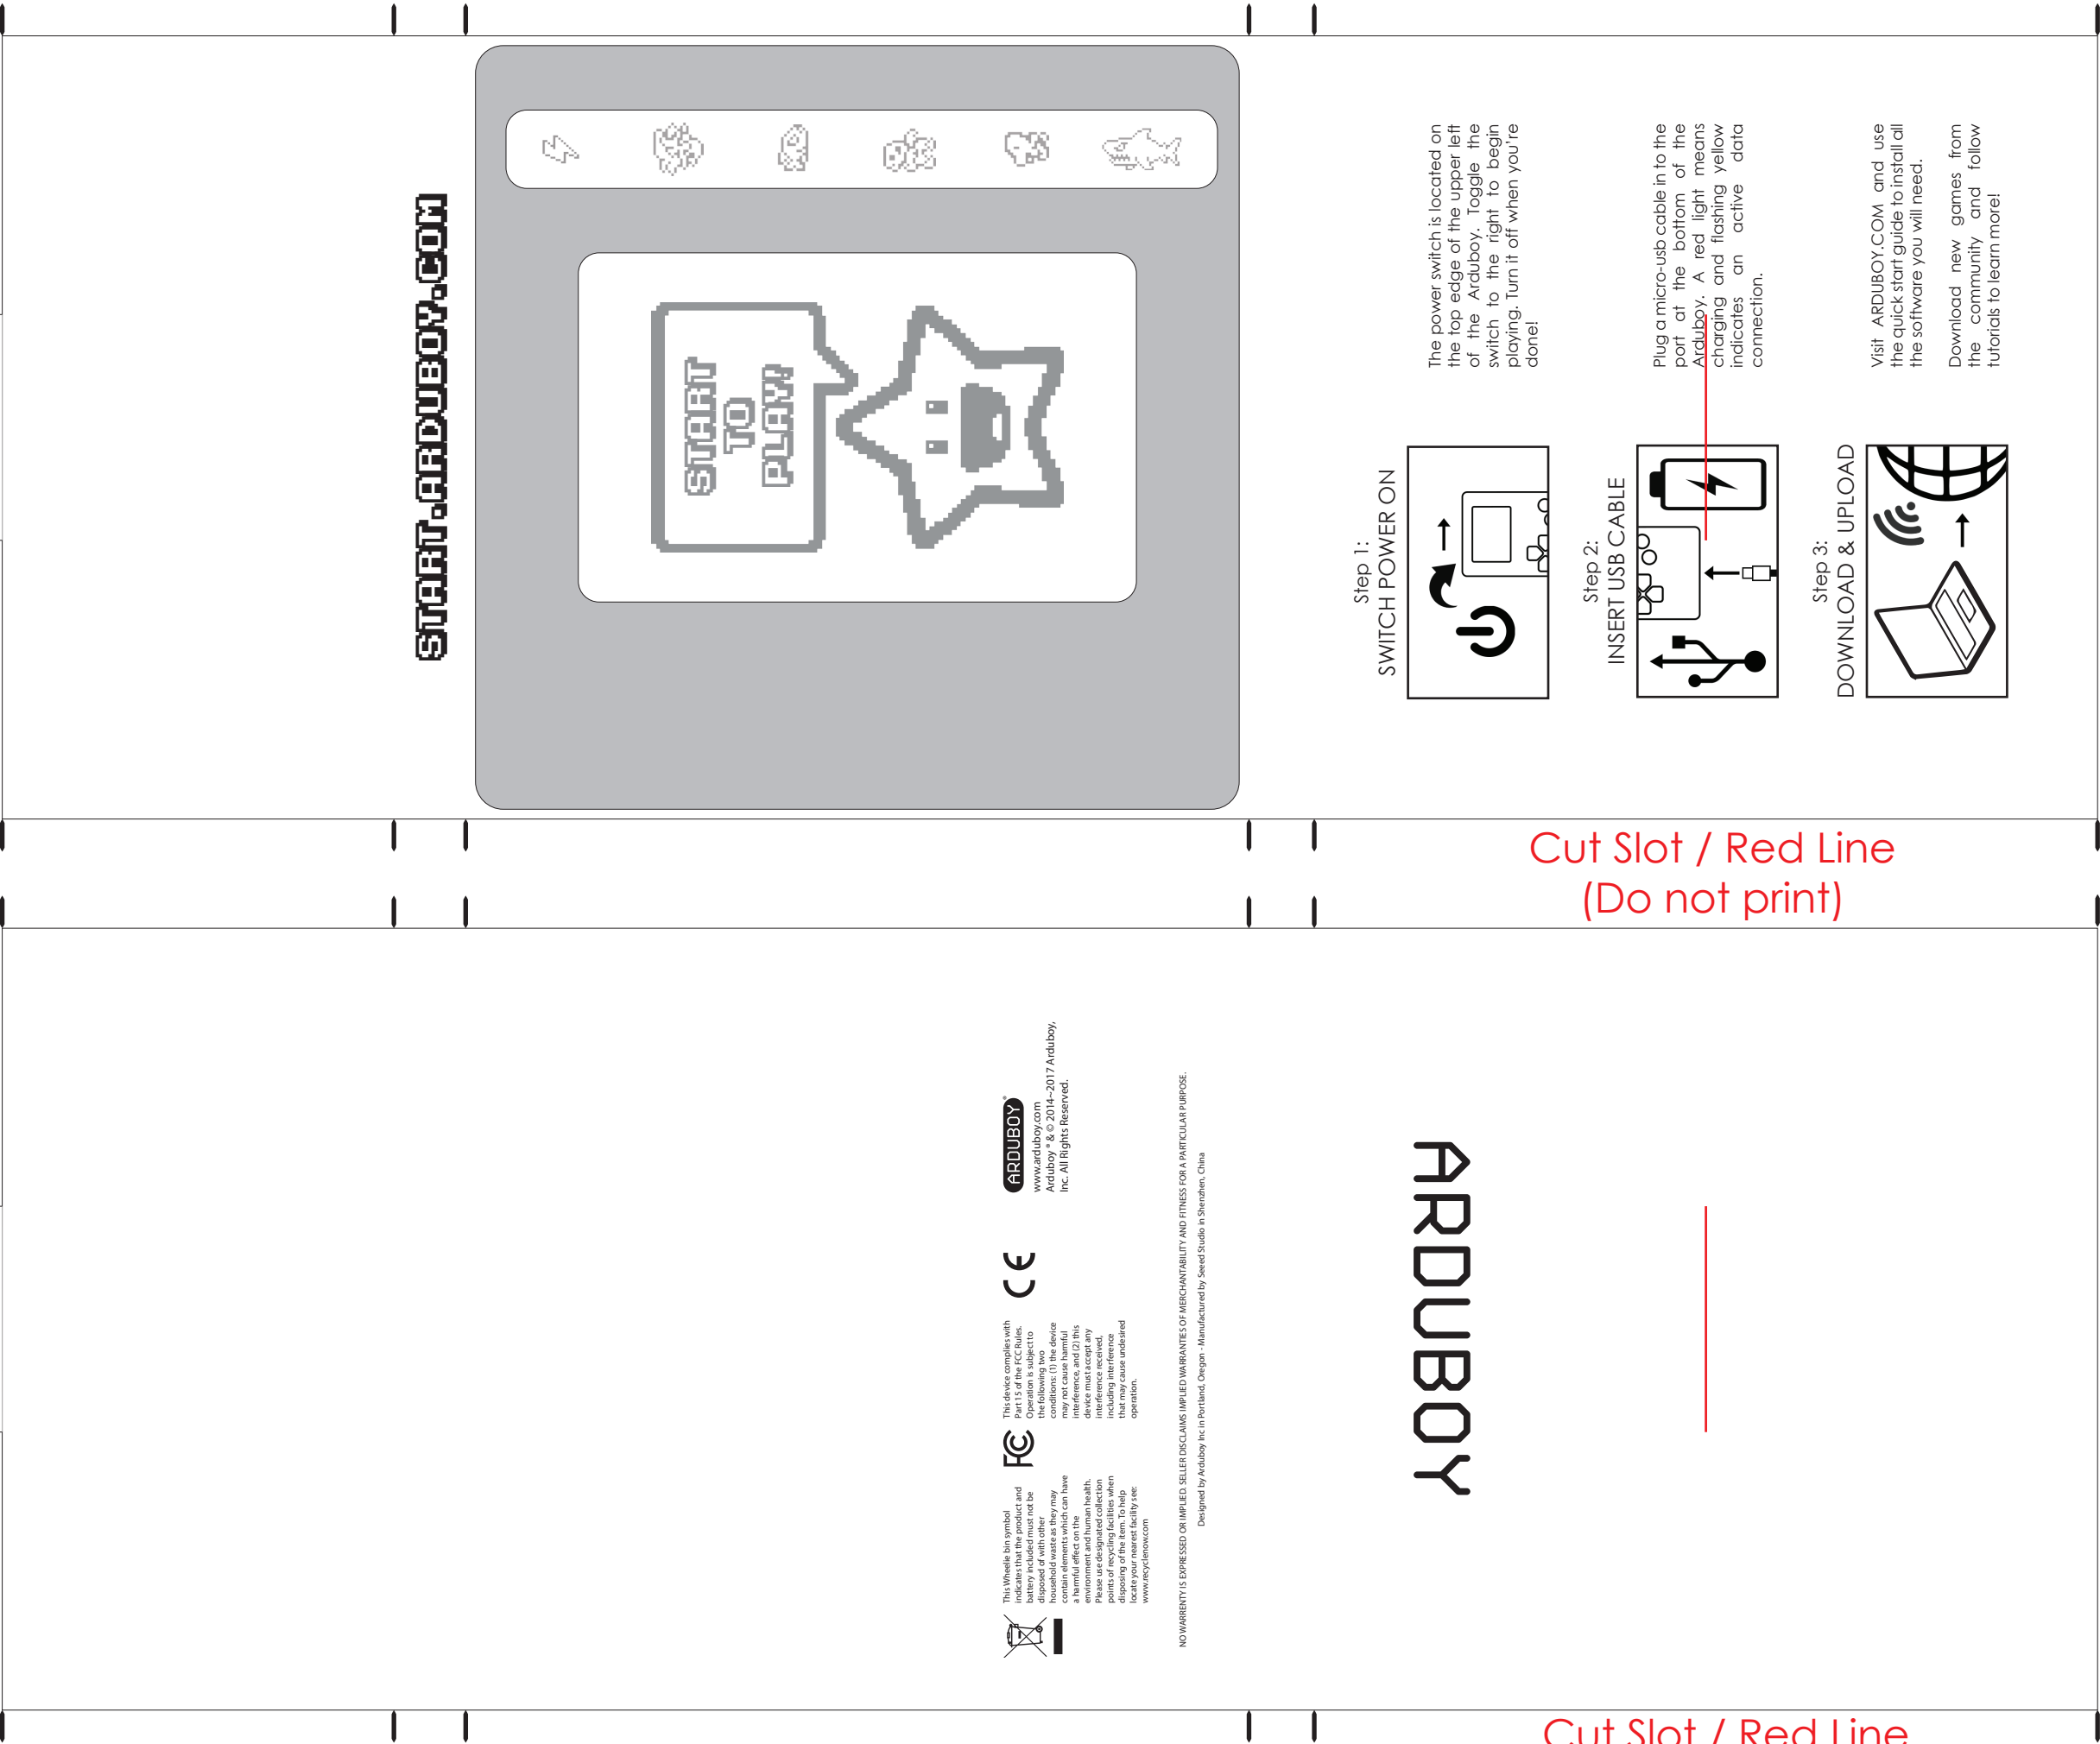 START.ARDUBOY.COM
START
TO
PLAY!
Step 1:
SWITCH POWER ON
The power switch is located on
the top edge of the upper left
of the Arduboy. Toggle the
switch to the right to begin
playing. Turn it off when you're
done!
Step 2:
INSERT USB CABLE
Plug a micro-usb cable in to the
port at the bottom of the
Arduboy. A red light means
charging and flashing yellow
indicates an active data
connection.
Step 3:
DOWNLOAD & UPLOAD
Visit ARDUBOY.COM and use
the quick start guide to install all
the software you will need.
Download new games from
the community and follow
tutorials to learn more!
Cut Slot / Red Line
(Do not print)
This Wheelie bin symbol
indicates that the product and
battery included must not be
disposed of with other
household waste as they may
contain elements which can have
a harmful effect on the
environment and human health.
Please use designated collection
points of recycling facilities when
disposing of the item. To help
locate your nearest facility see:
www.recyclenow.com
FC
This device complies with
Part 15 of the FCC Rules.
Operation is subject to
the following two
conditions: (1) the device
may not cause harmful
interference, and (2) this
device must accept any
interference received,
including interference
that may cause undesired
operation.
CE
ARDUBOY®
www.arduboy.com
Arduboy ® & © 2014~2017 Arduboy,
Inc. All Rights Reserved.
NO WARRENTY IS EXPRESSED OR IMPLIED. SELLER DISCLAIMS IMPLIED WARRANTIES OF MERCHANTABILITY AND FITNESS FOR A PARTICULAR PURPOSE.
Designed by Arduboy Inc in Portland, Oregon - Manufactured by Seeed Studio in Shenzhen, China
ARDUBOY
Cut Slot / Red Line